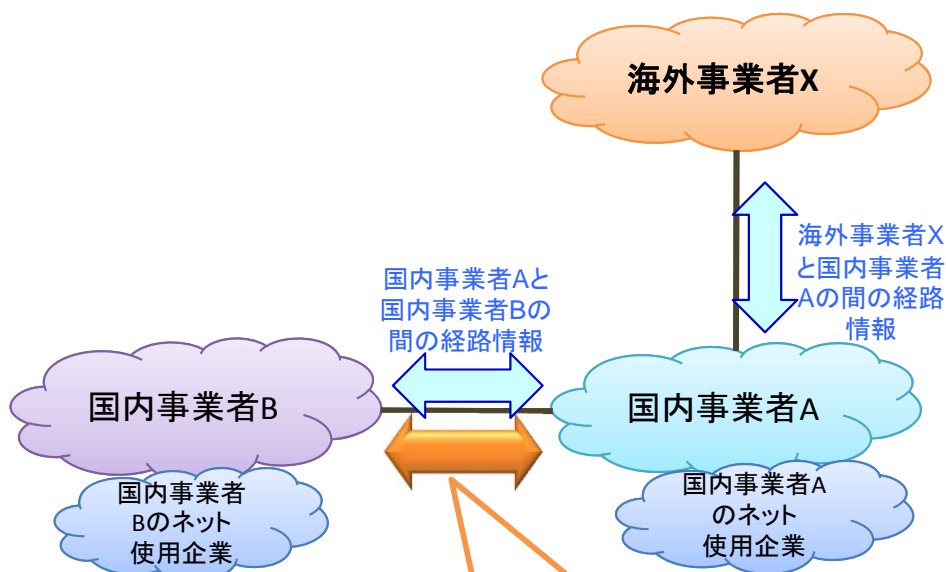 海外事業者X
海外事業者X
と国内事業者
Aの間の経路
情報
国内事業者Aと
国内事業者Bの
間の経路情報
国内事業者B
国内事業者A
国内事業者
Bのネット
使用企業
国内事業者A
のネット
使用企業